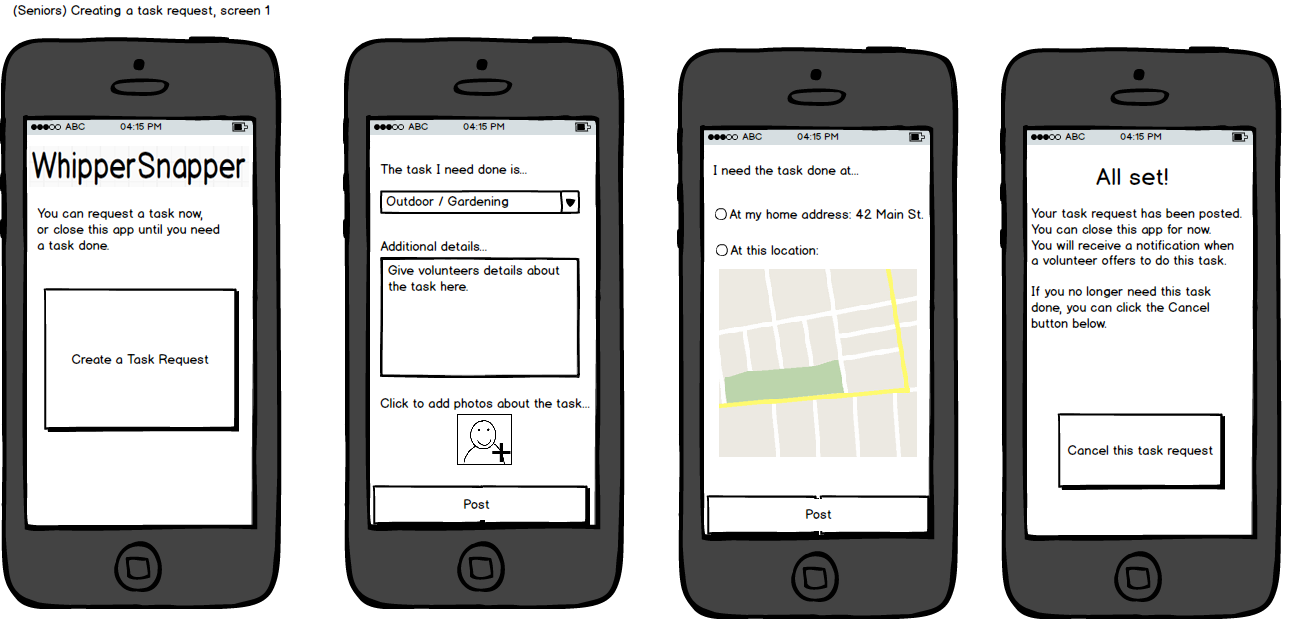 (Seniors) Creating a task request, screen 1
ABC 04:15 PM
WhipperSnapper
You can request a task now,
or close this app until you need
a task done.
Create a Task Request
ABC 04:15 PM
The task I need done is...
Outdoor / Gardening
Additional details...
Give volunteers details about
the task here.
Click to add photos about the task...
Post
ABC 04:15 PM
I need the task done at...
At my home address: 42 Main St.
At this location:
Post
ABC 04:15 PM
All set!
Your task request has been posted.
You can close this app for now.
You will receive a notification when
a volunteer offers to do this task.
If you no longer need this task
done, you can click the Cancel
button below.
Cancel this task request